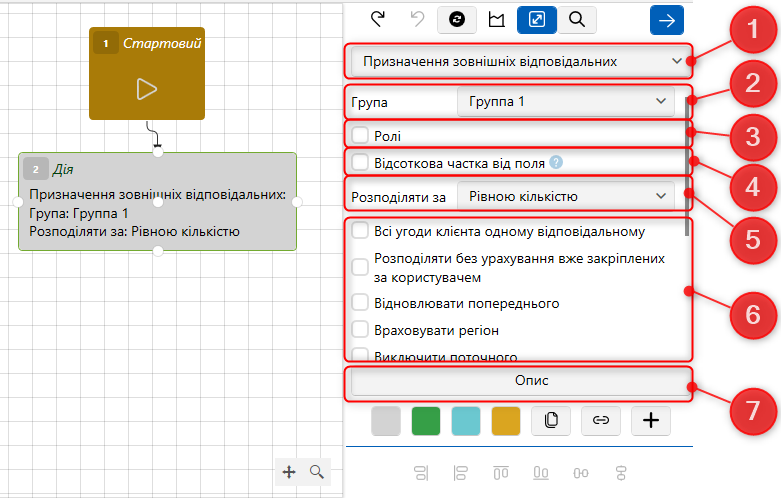 1 Стартовий
2 Дія
Призначення зовнішніх відповідальних:
Група: Группа 1
Розподіляти за: Рівною кількістю
Призначення зовнішніх відповідальних
Група Группа 1
Ролі
Відсоткова частка від поля ?
Розподіляти за Рівною кількістю
Всі угоди клієнта одному відповідальному
Розподіляти без урахування вже закріплених
за користувачем
Відновлювати попереднього
Враховувати регіон
Виключити поточного
Опис
1
2
3
4
5
6
7